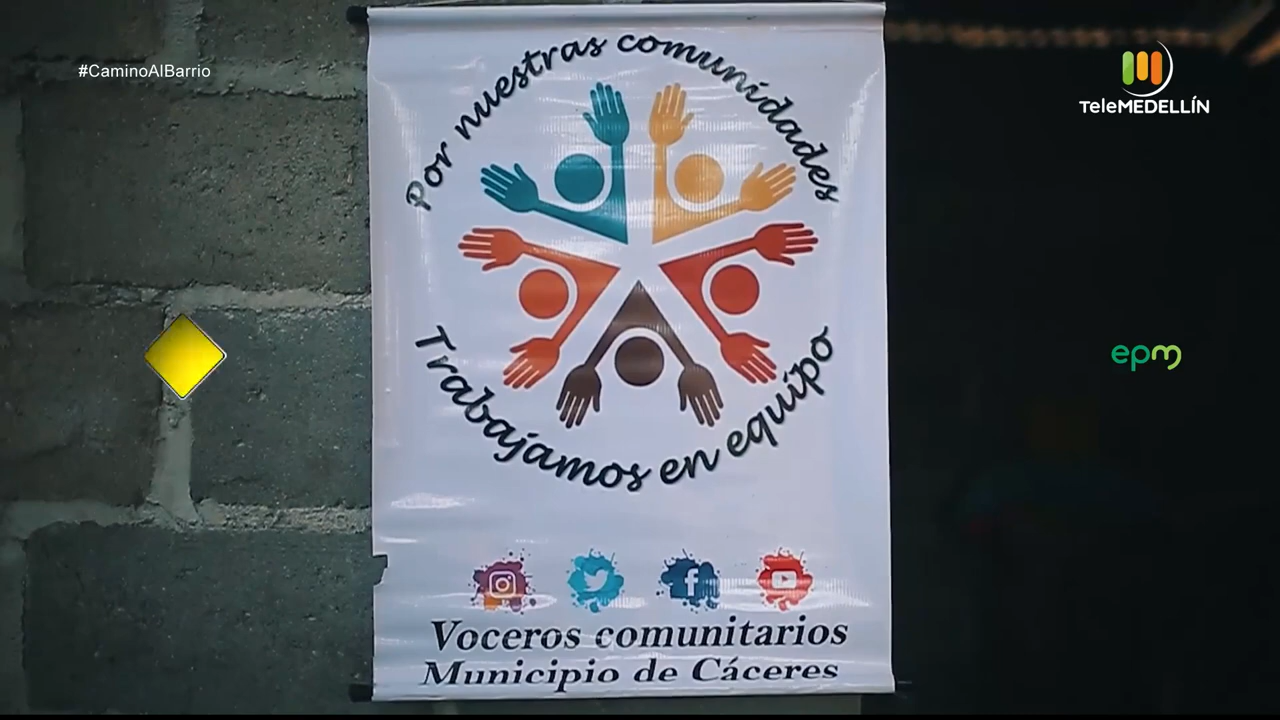 #CaminoAlBarrio
TeleMEDELLÍN
epm
Por nuestras comunidades
Trabajamos en equipo
Voceros comunitarios
Municipio de Cáceres